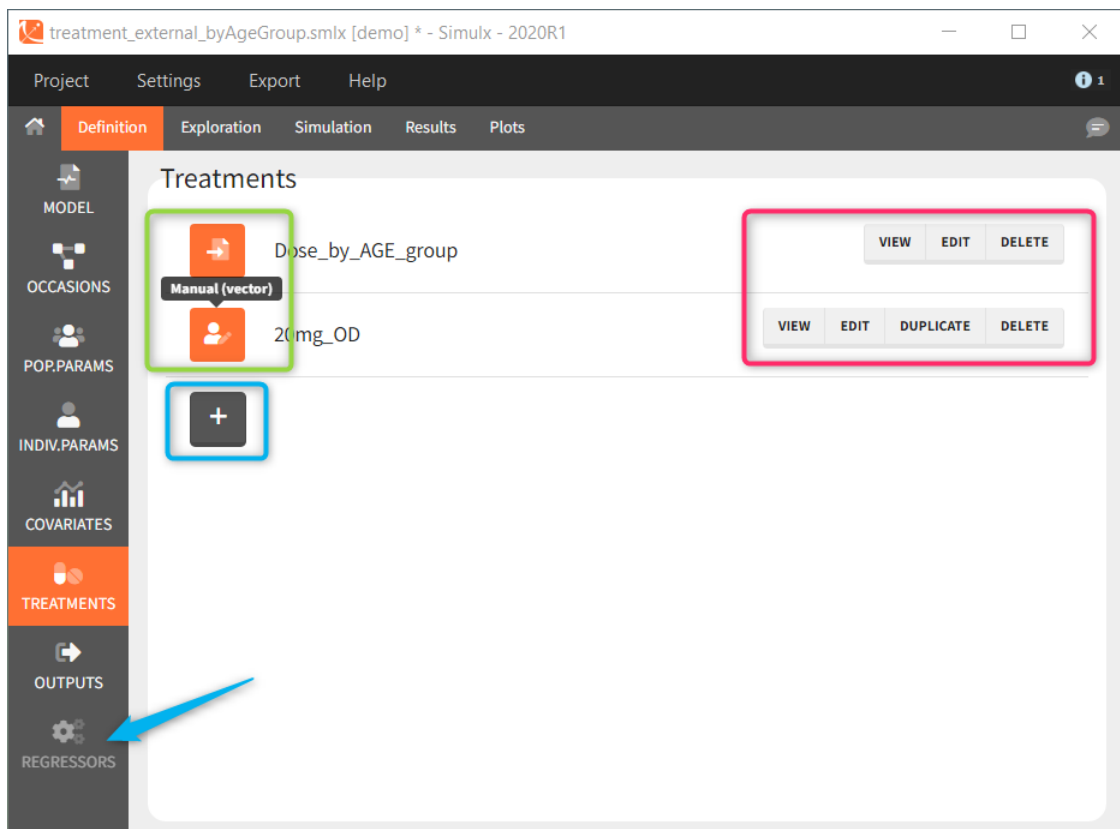 treatment_external_byAgeGroup.smlx [demo] * - Simulx - 2020R1
Project Settings Export Help 1
Definition Exploration Simulation Results Plots
MODEL
OCCASIONS
POP.PARAMS
INDIV.PARAMS
COVARIATES
TREATMENTS
OUTPUTS
REGRESSORS
Treatments
Dose_by_AGE_group VIEW EDIT DELETE
Manual (vector)
20mg_OD VIEW EDIT DUPLICATE DELETE
+